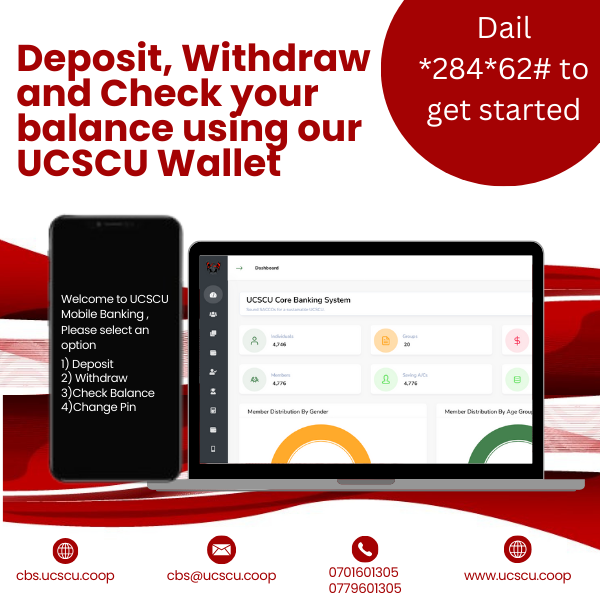 Deposit, Withdraw
and Check your
balance using our
UCSCU Wallet
Dail
*284*62# to
get started
Welcome to UCSCU
Mobile Banking ,
Please select an
option
1) Deposit
2) Withdraw
3)Check Balance
4)Change Pin
Dashboard
UCSCU Core Banking System
Individuals
4,746
Groups
20
Members
4,776
Saving A/Cs
4,776
Member Distribution By Gender
Member Distribution By Age Group
cbs.ucscu.coop
cbs@ucscu.coop
0701601305
0779601305
www.ucscu.coop